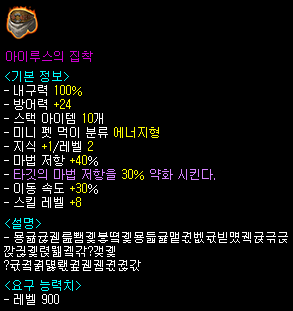 아이루스의 집착
<기본 정보>
- 내구력 100%
- 방어력 +24
- 스택 아이템 10개
- 미니 펫 먹이 분류 에너지형
- 지식 +1/레벨 2
- 마법 저항 +40%
- 타깃의 마법 저항을 30% 약화 시킨다.
- 이동 속도 +30%
- 스킬 레벨 +8
<설명>
<요구 능력치>
- 레벨 900